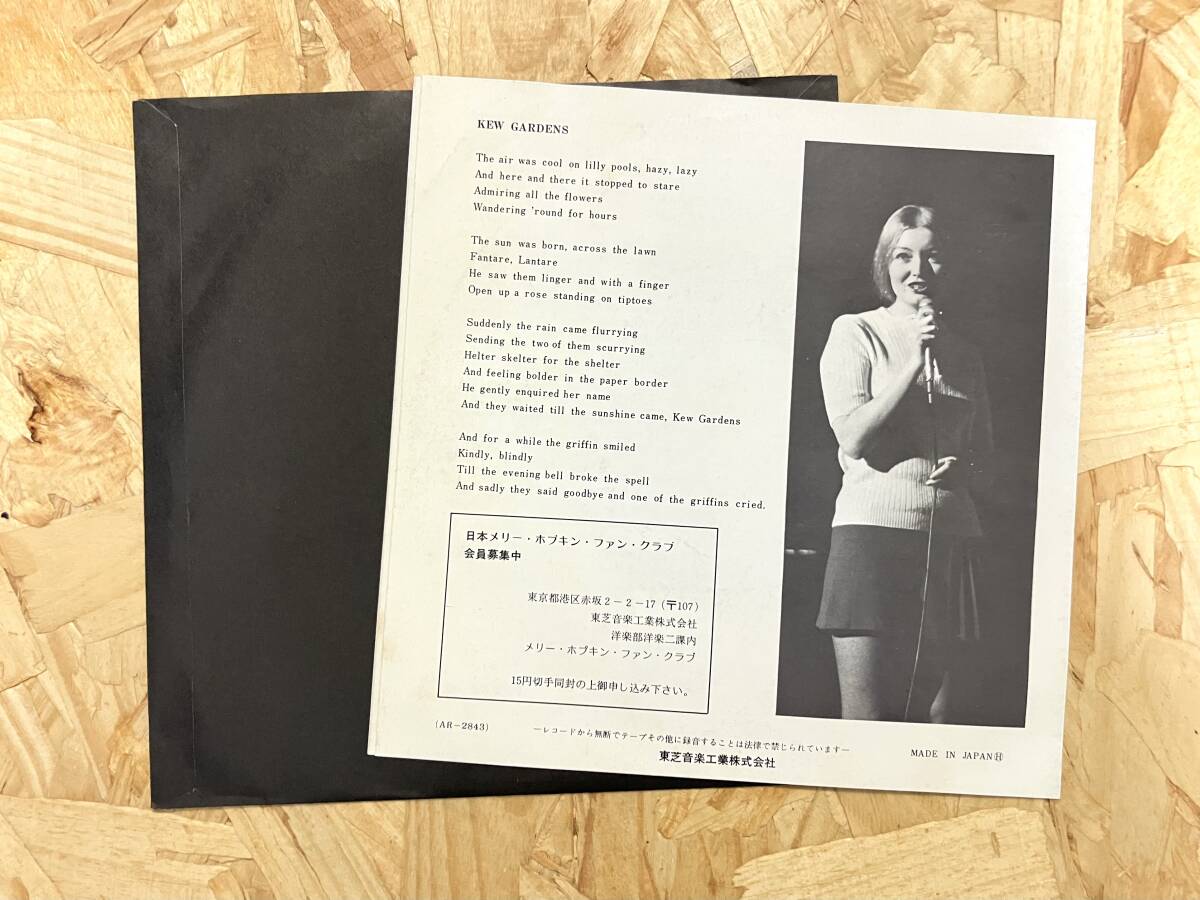 KEW GARDENS
The air was cool on lilly pools, hazy, lazy
And here and there it stopped to stare
Admiring all the flowers
Wandering 'round for hours
The sun was born, across the lawn
Fantare, Lantare
He saw them linger and with a finger
Open up a rose standing on tiptoes
Suddenly the rain came flurrying
Sending the two of them scurrying
Helter skelter for the shelter
And feeling bolder in the paper border
He gently enquired her name
And they waited till the sunshine came, Kew Gardens
And for a while the griffin smiled
Kindly, blindly
Till the evening bell broke the spell
And sadly they said goodbye and one of the griffins cried.
日本メリー・ホプキン・ファン・クラブ
会員募集中
東京都港区赤坂2-2-17(〒107)
東芝音楽工業株式会社
洋楽部洋楽二課内
メリー・ホプキン・ファン・クラブ
15円切手同封の上御申し込み下さい。
(AR-2843)
—レコードから無断でテープその他に録音することは法律で禁じられています—
東芝音楽工業株式会社
MADE IN JAPAN Ⓗ